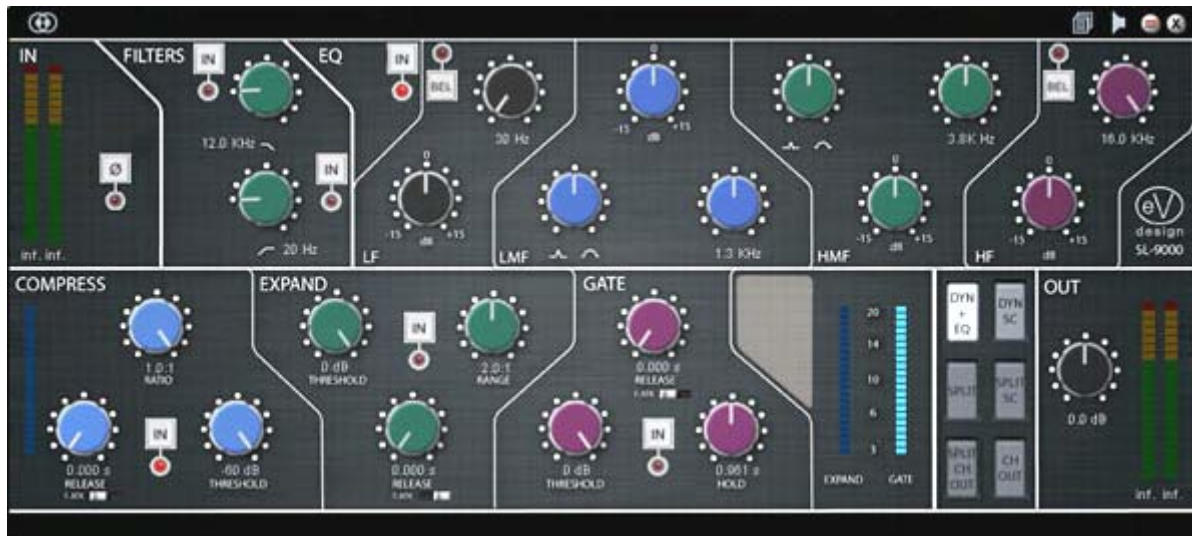 IN
inf. inf.
Ø
FILTERS
IN
12.0 KHz
IN
20 Hz
EQ
IN
BEL
30 Hz
0
-15 +15
dB
LF
0
-15 +15
dB
LMF
1.3 KHz
3.8K Hz
0
-15 +15
dB
HMF
BEL
16.0 KHz
0
-15 +15
dB
HF
eV
design
SL-9000
COMPRESS
1.0:1
RATIO
0.000 s
RELEASE
IN
-60 dB
THRESHOLD
EXPAND
0 dB
THRESHOLD
IN
2.0:1
RANGE
0.000 s
RELEASE
GATE
0.000 s
RELEASE
0 dB
THRESHOLD
IN
0.961 s
HOLD
20
14
10
6
3
EXPAND GATE
DYN
+
EQ
DYN
SC
SPLIT
SPLIT
SC
SPLIT
CH
OUT
CH
OUT
OUT
0.0 dB
inf. inf.